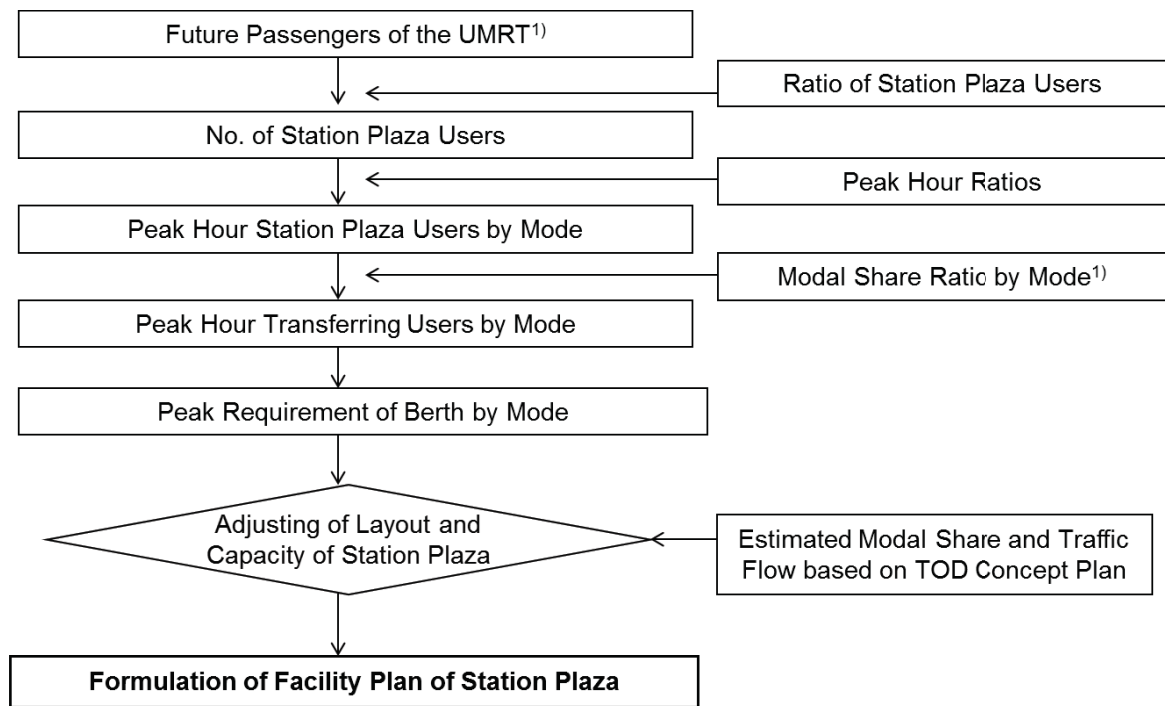 Future Passengers of the UMRT1)
Ratio of Station Plaza Users
No. of Station Plaza Users
Peak Hour Ratios
Peak Hour Station Plaza Users by Mode
Modal Share Ratio by Mode1)
Peak Hour Transferring Users by Mode
Peak Requirement of Berth by Mode
Adjusting of Layout and
Capacity of Station Plaza
Estimated Modal Share and Traffic
Flow based on TOD Concept Plan
Formulation of Facility Plan of Station Plaza